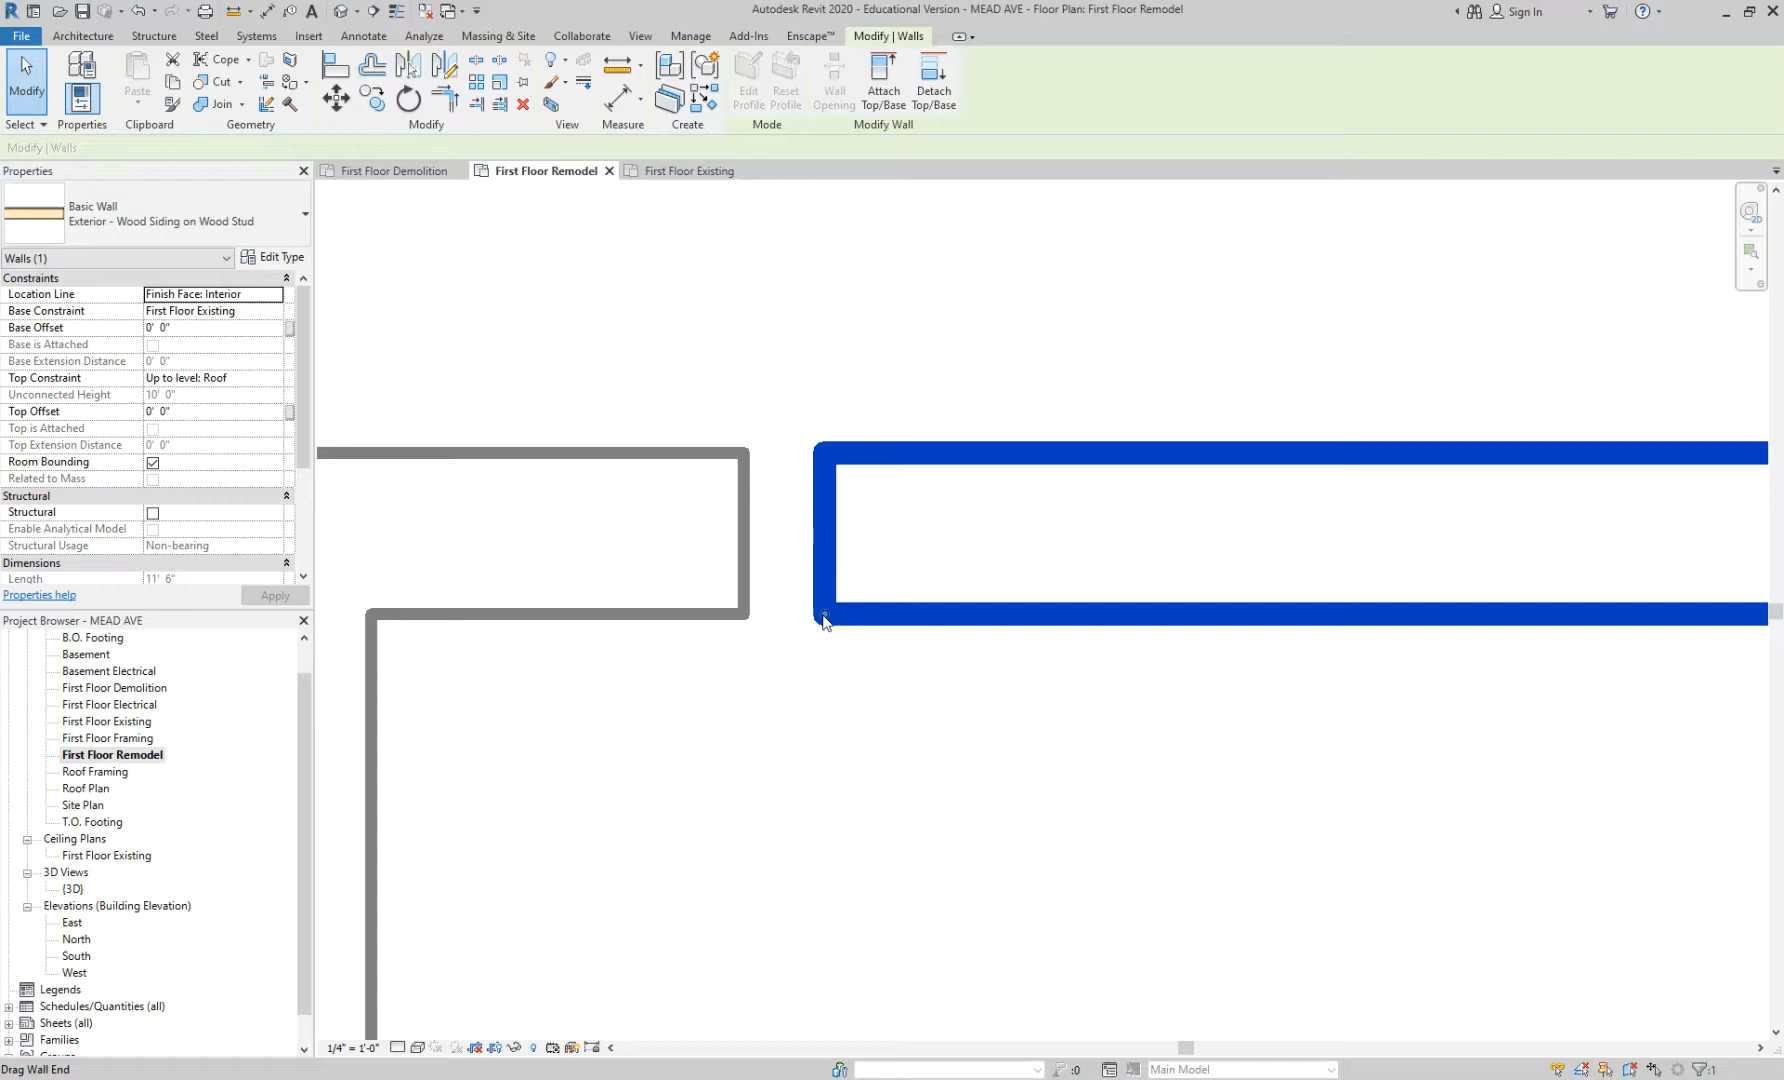 Autodesk Revit 2020 - Educational Version - MEAD AVE - Floor Plan: First Floor Remodel
Sign In
File Architecture Structure Steel Systems Insert Annotate Analyze Massing & Site Collaborate View Manage Add-Ins Enscape™ Modify | Walls
Modify
Paste
Cope
Cut
Join
Edit Profile
Reset Profile
Wall Opening
Attach Top/Base
Detach Top/Base
Select Properties Clipboard Geometry Modify View Measure Create Mode Modify Wall
Modify | Walls
Properties
First Floor Demolition
First Floor Remodel
First Floor Existing
Basic Wall
Exterior - Wood Siding on Wood Stud
Walls (1)
Edit Type
Constraints
Location Line Finish Face: Interior
Base Constraint First Floor Existing
Base Offset 0' 0"
Base is Attached
Base Extension Distance 0' 0"
Top Constraint Up to level: Roof
Unconnected Height 10' 0"
Top Offset 0' 0"
Top is Attached
Top Extension Distance 0' 0"
Room Bounding
Related to Mass
Structural
Structural
Enable Analytical Model
Structural Usage Non-bearing
Dimensions
Length 11' 6"
Properties help
Apply
Project Browser - MEAD AVE
B.O. Footing
Basement
Basement Electrical
First Floor Demolition
First Floor Electrical
First Floor Existing
First Floor Framing
First Floor Remodel
Roof Framing
Roof Plan
Site Plan
T.O. Footing
Ceiling Plans
First Floor Existing
3D Views
{3D}
Elevations (Building Elevation)
East
North
South
West
Legends
Schedules/Quantities (all)
Sheets (all)
Families
1/4" = 1'-0"
Drag Wall End
:0
Main Model
:1